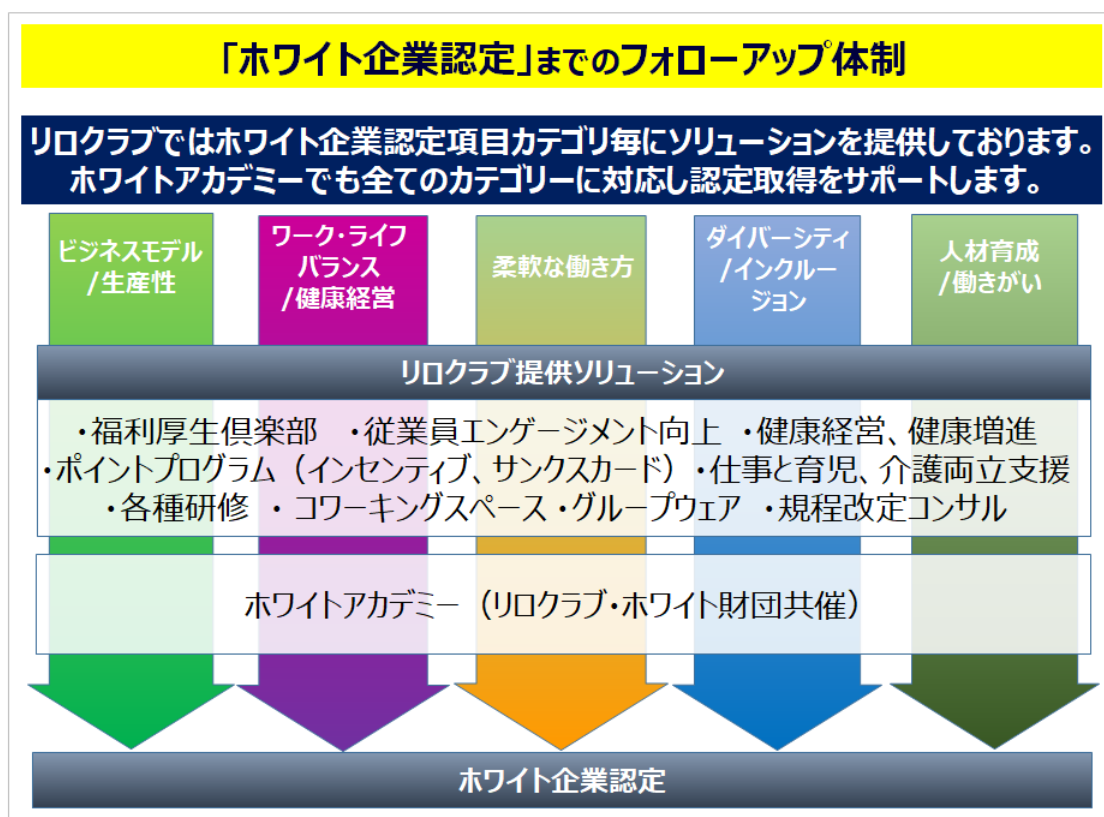 「ホワイト企業認定」までのフォローアップ体制
リロクラブではホワイト企業認定項目カテゴリ毎にソリューションを提供しております。
ホワイトアカデミーでも全てのカテゴリーに対応し認定取得をサポートします。
ビジネスモデル
/生産性
ワーク・ライフ
バランス
/健康経営
柔軟な働き方
ダイバーシティ
/インクルー
ジョン
人材育成
/働きがい
リロクラブ提供ソリューション
・福利厚生倶楽部 ・従業員エンゲージメント向上 ・健康経営、健康増進
・ポイントプログラム（インセンティブ、サンクスカード）・仕事と育児、介護両立支援
・各種研修 ・ コワーキングスペース ・グループウェア ・規程改定コンサル
ホワイトアカデミー（リロクラブ・ホワイト財団共催）
ホワイト企業認定